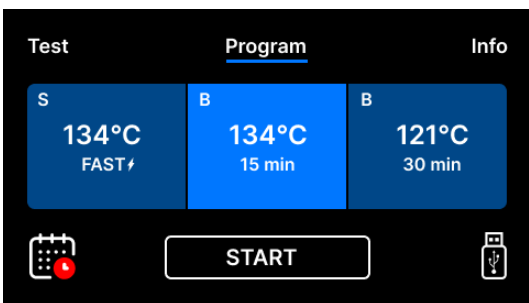 Test
Program
Info
S
134°C
FAST
B
134°C
15 min
B
121°C
30 min
START